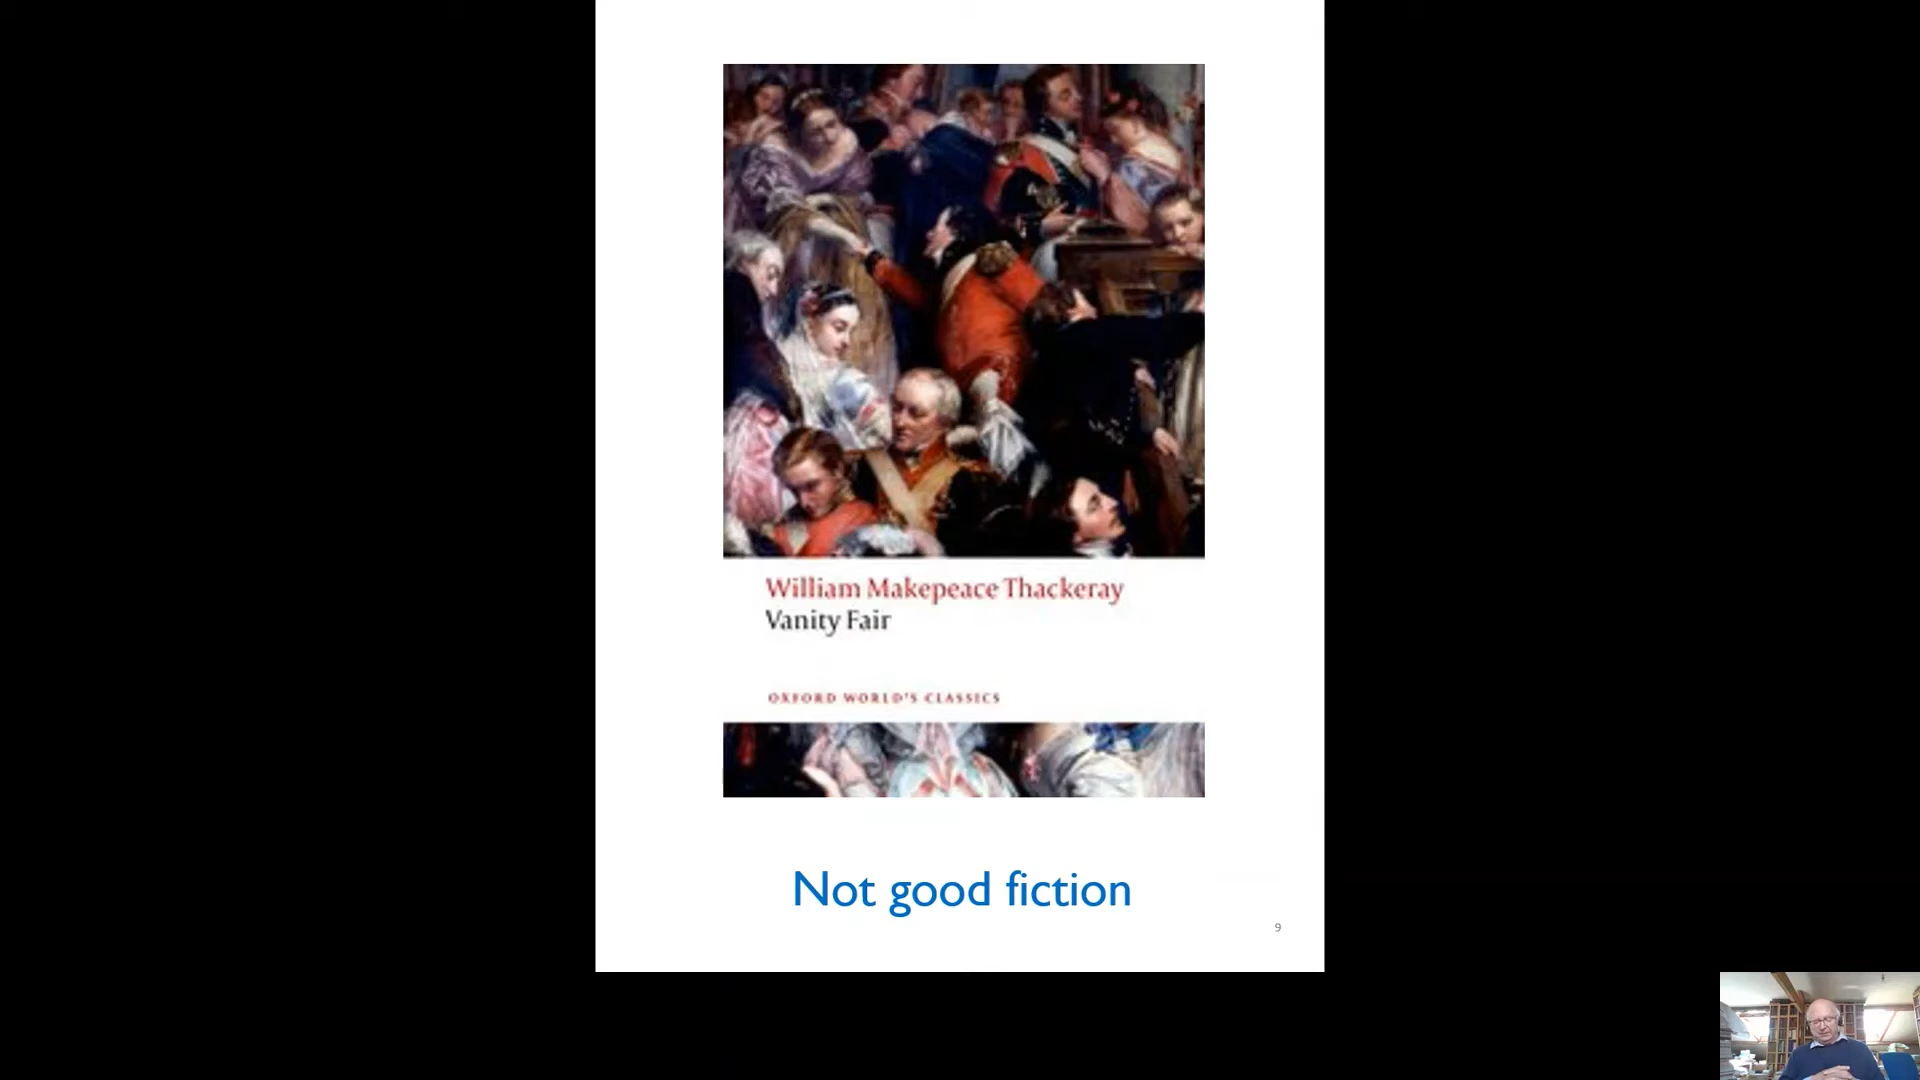 William Makepeace Thackeray
Vanity Fair
OXFORD WORLD'S CLASSICS
Not good fiction
9